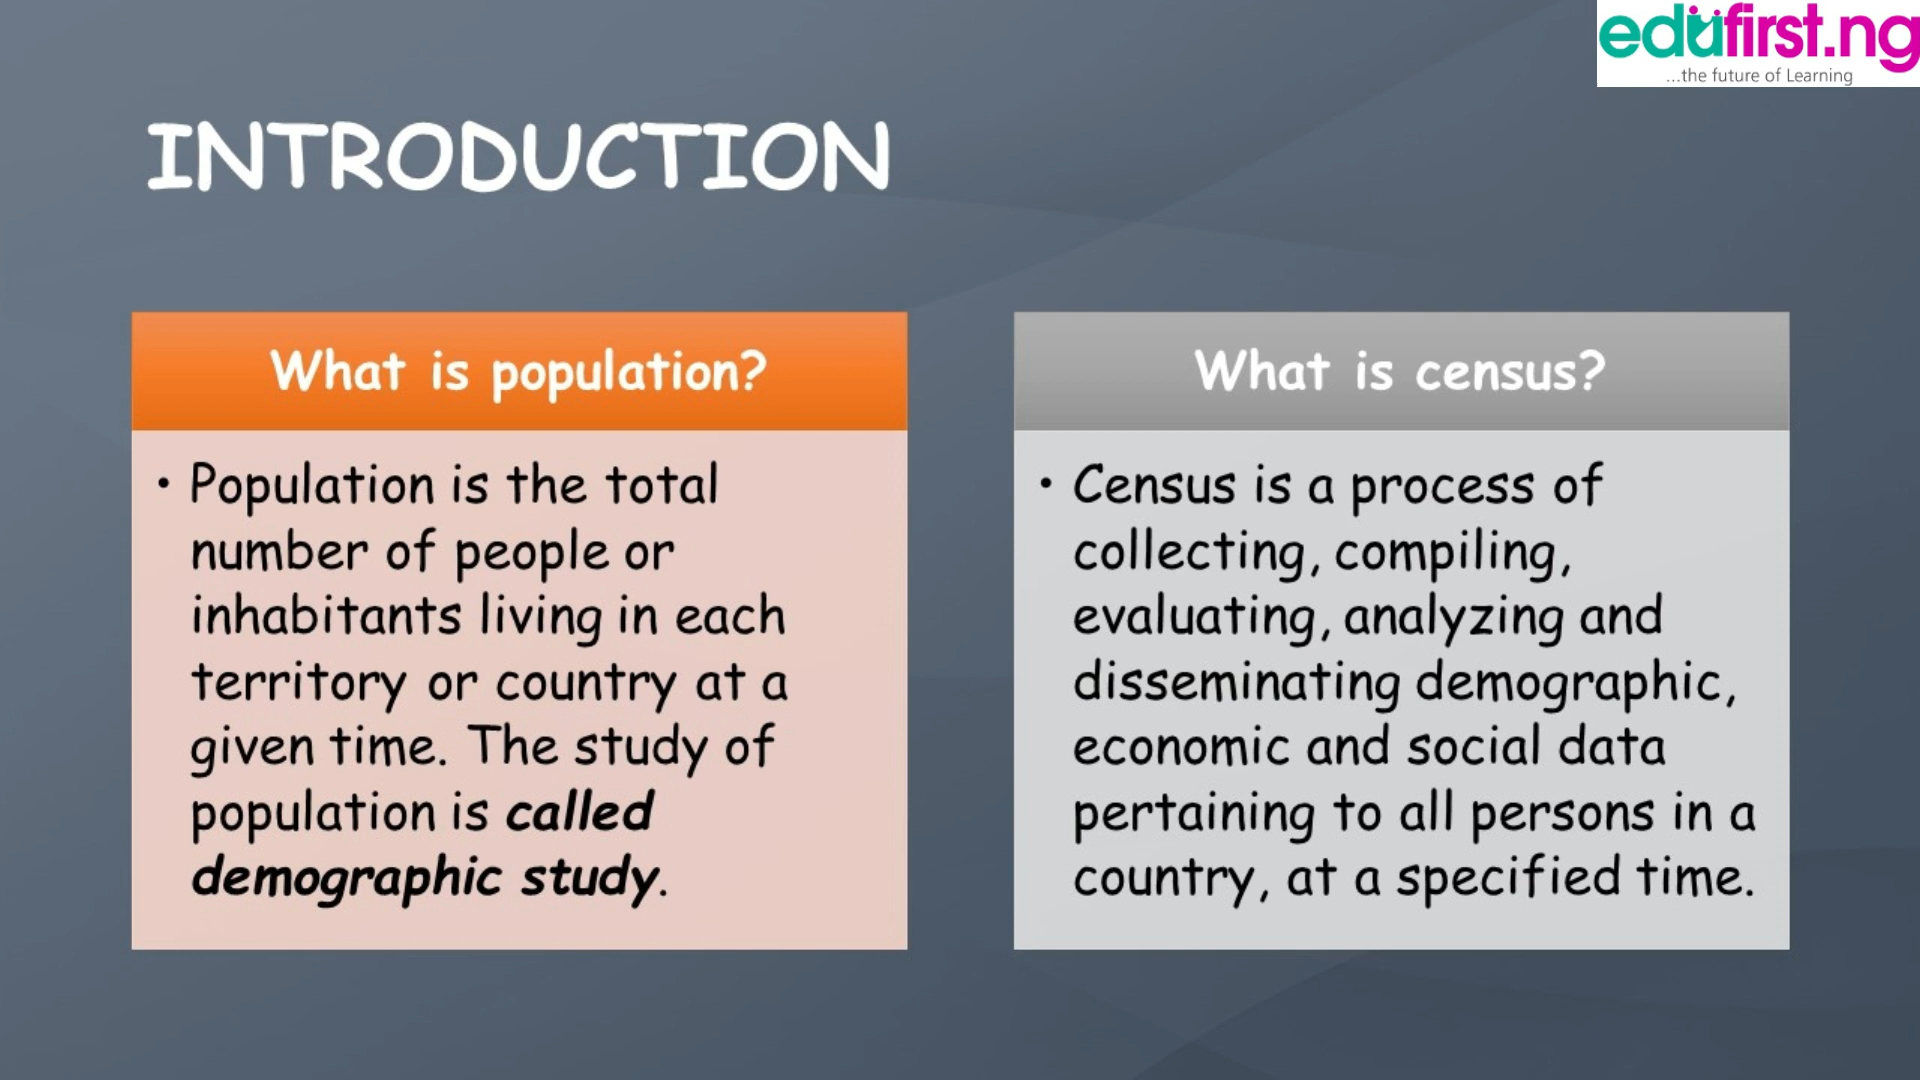 edufirst.ng
...the future of Learning
INTRODUCTION
What is population?
• Population is the total
number of people or
inhabitants living in each
territory or country at a
given time. The study of
population is called
demographic study.
What is census?
• Census is a process of
collecting, compiling,
evaluating, analyzing and
disseminating demographic,
economic and social data
pertaining to all persons in a
country, at a specified time.